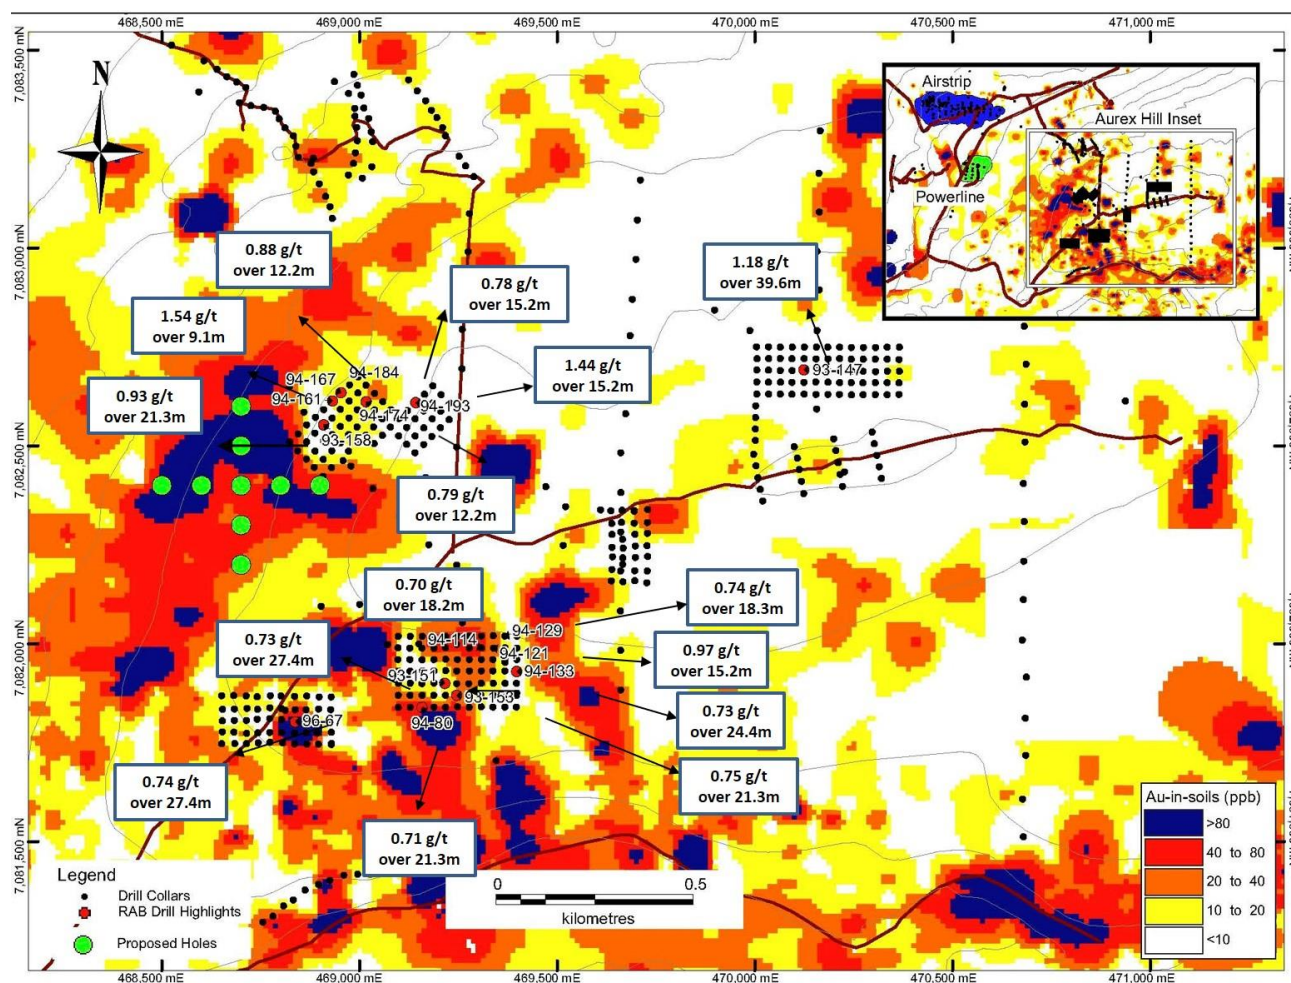 468,500 mE
469,000 mE
469,500 mE
470,000 mE
470,500 mE
471,000 mE
7,083,500 mN
7,083,000 mN
7,082,500 mN
7,082,000 mN
7,081,500 mN
N
Airstrip
Aurex Hill Inset
Powerline
0.88 g/t
over 12.2m
0.78 g/t
over 15.2m
1.18 g/t
over 39.6m
1.54 g/t
over 9.1m
1.44 g/t
over 15.2m
0.93 g/t
over 21.3m
94-184
94-167
94-161
94-174
94-193
93-158
93-147
0.79 g/t
over 12.2m
0.70 g/t
over 18.2m
0.74 g/t
over 18.3m
0.73 g/t
over 27.4m
94-129
94-114
94-121
94-133
93-151
93-153
94-80
96-67
0.97 g/t
over 15.2m
0.73 g/t
over 24.4m
0.75 g/t
over 21.3m
0.74 g/t
over 27.4m
0.71 g/t
over 21.3m
Au-in-soils (ppb)
>80
40 to 80
20 to 40
10 to 20
<10
Legend
Drill Collars
RAB Drill Highlights
Proposed Holes
0
0.5
kilometres
468,500 mE
469,000 mE
469,500 mE
470,000 mE
470,500 mE
471,000 mE